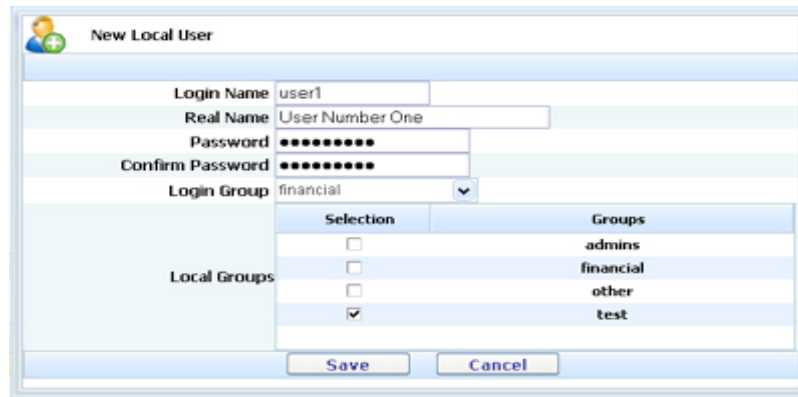 New Local User
Login Name user1
Real Name User Number One
Password ●●●●●●●●●
Confirm Password ●●●●●●●●●
Login Group financial
Selection Groups
admins
financial
Local Groups
other
test
Save Cancel